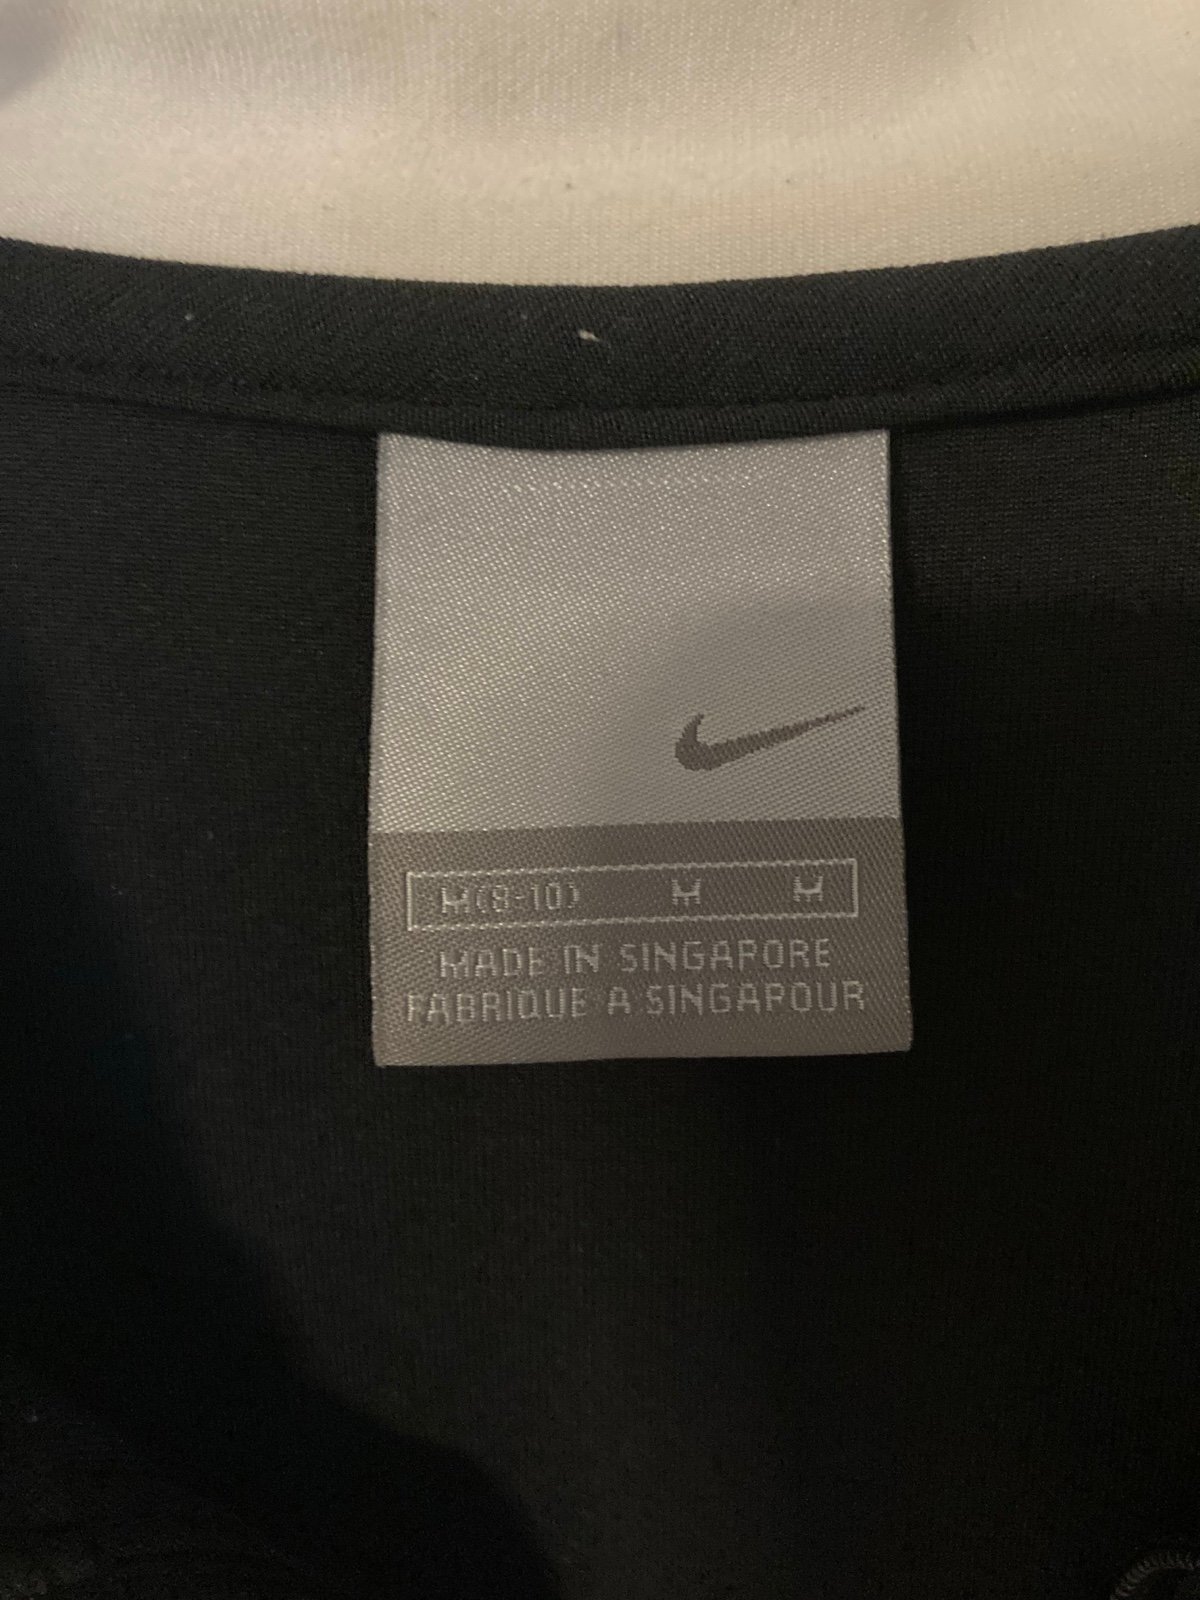 M(8-10) M M
MADE IN SINGAPORE
FABRIQUE A SINGAPOUR